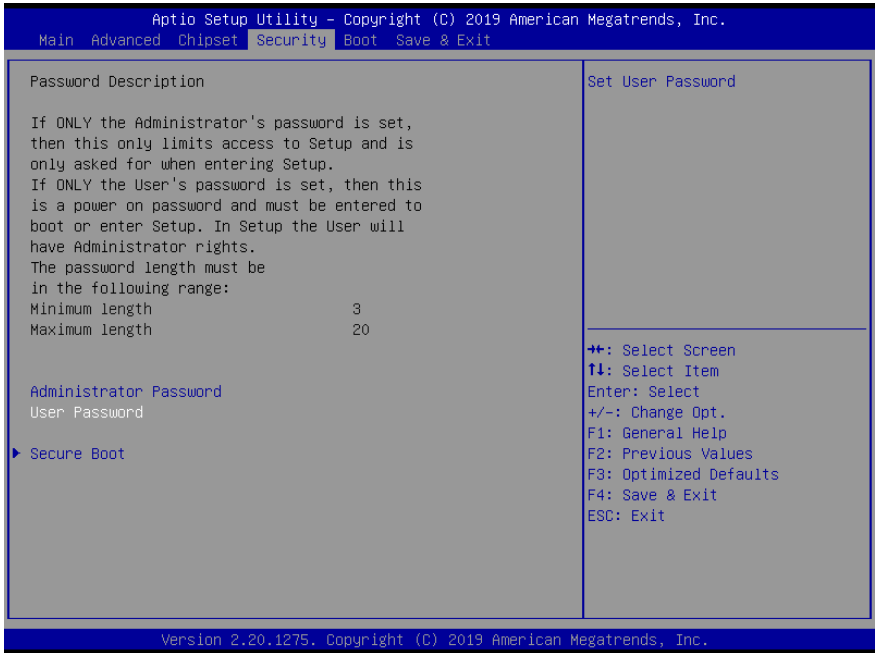 Aptio Setup Utility – Copyright (C) 2019 American Megatrends, Inc.
Main Advanced Chipset Security Boot Save & Exit
Password Description
If ONLY the Administrator's password is set,
then this only limits access to Setup and is
only asked for when entering Setup.
If ONLY the User's password is set, then this
is a power on password and must be entered to
boot or enter Setup. In Setup the User will
have Administrator rights.
The password length must be
in the following range:
Minimum length 3
Maximum length 20
Administrator Password
User Password
Secure Boot
Set User Password
→←: Select Screen
↑↓: Select Item
Enter: Select
+/-: Change Opt.
F1: General Help
F2: Previous Values
F3: Optimized Defaults
F4: Save & Exit
ESC: Exit
Version 2.20.1275. Copyright (C) 2019 American Megatrends, Inc.